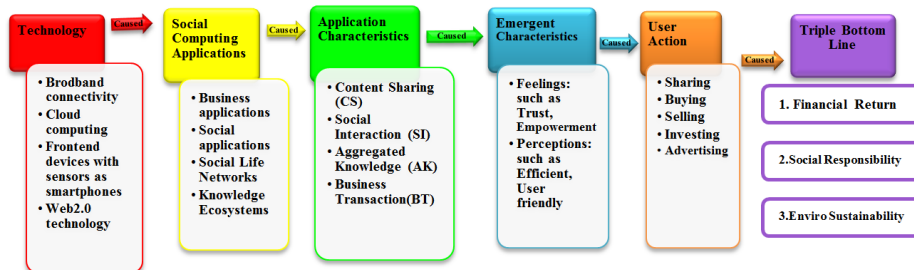 Technology
• Brodband
connectivity
• Cloud
computing
• Frontend
devices with
sensors as
smartphones
• Web2.0
technology
Caused
Social
Computing
Applications
• Business
applications
• Social
applications
• Social Life
Networks
• Knowledge
Ecosystems
Caused
Application
Characteristics
• Content Sharing
(CS)
• Social
Interaction (SI)
• Aggregated
Knowledge (AK)
• Business
Transaction(BT)
Caused
Emergent
Characteristics
• Feelings:
such as
Trust,
Empowerment
• Perceptions:
such as
Efficient,
User
friendly
Caused
User
Action
• Sharing
• Buying
• Selling
• Investing
• Advertising
Caused
Triple Bottom
Line
1. Financial Return
2.Social Responsibility
3.Enviro Sustainability